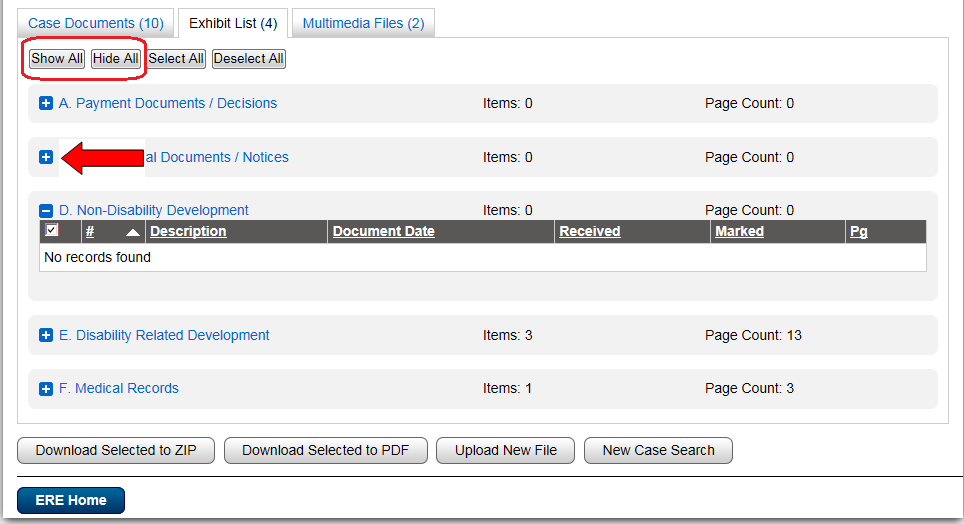 Case Documents (10) Exhibit List (4) Multimedia Files (2)
Show All Hide All Select All Deselect All
A. Payment Documents / Decisions Items: 0 Page Count: 0
al Documents / Notices Items: 0 Page Count: 0
D. Non-Disability Development Items: 0 Page Count: 0
# Description Document Date Received Marked Pg
No records found
E. Disability Related Development Items: 3 Page Count: 13
F. Medical Records Items: 1 Page Count: 3
Download Selected to ZIP Download Selected to PDF Upload New File New Case Search
ERE Home